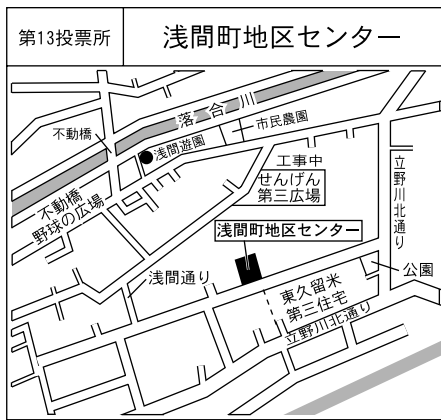 第13投票所
浅間町地区センター
落合川
不動橋
市民農園
浅間遊園
工事中
せんげん
第三広場
不動橋
野球の広場
立野川北通り
浅間町地区センター
浅間通り
公園
東久留米
第三住宅
立野川北通り